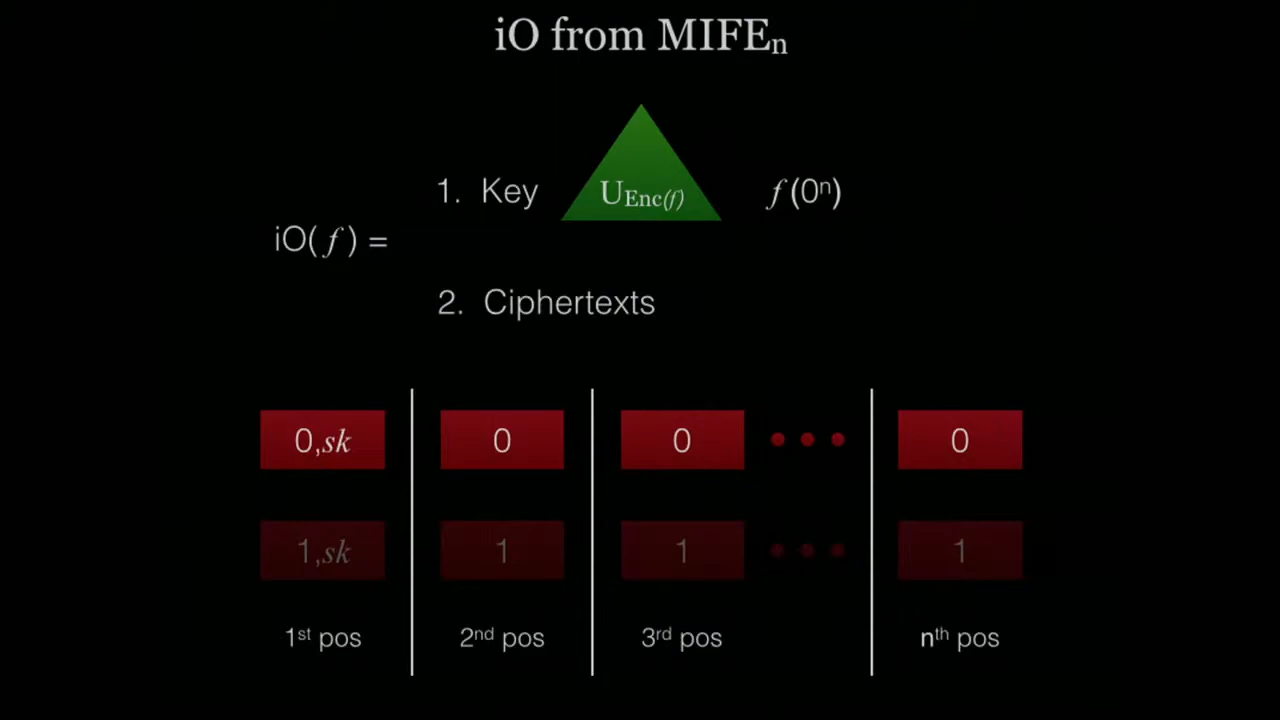 iO from MIFEₙ
1. Key U_Enc(f) f(0ⁿ)
iO( f ) =
2. Ciphertexts
0,sk 0 0 ••• 0
1,sk 1 1 ••• 1
1ˢᵗ pos 2ⁿᵈ pos 3ʳᵈ pos nᵗʰ pos